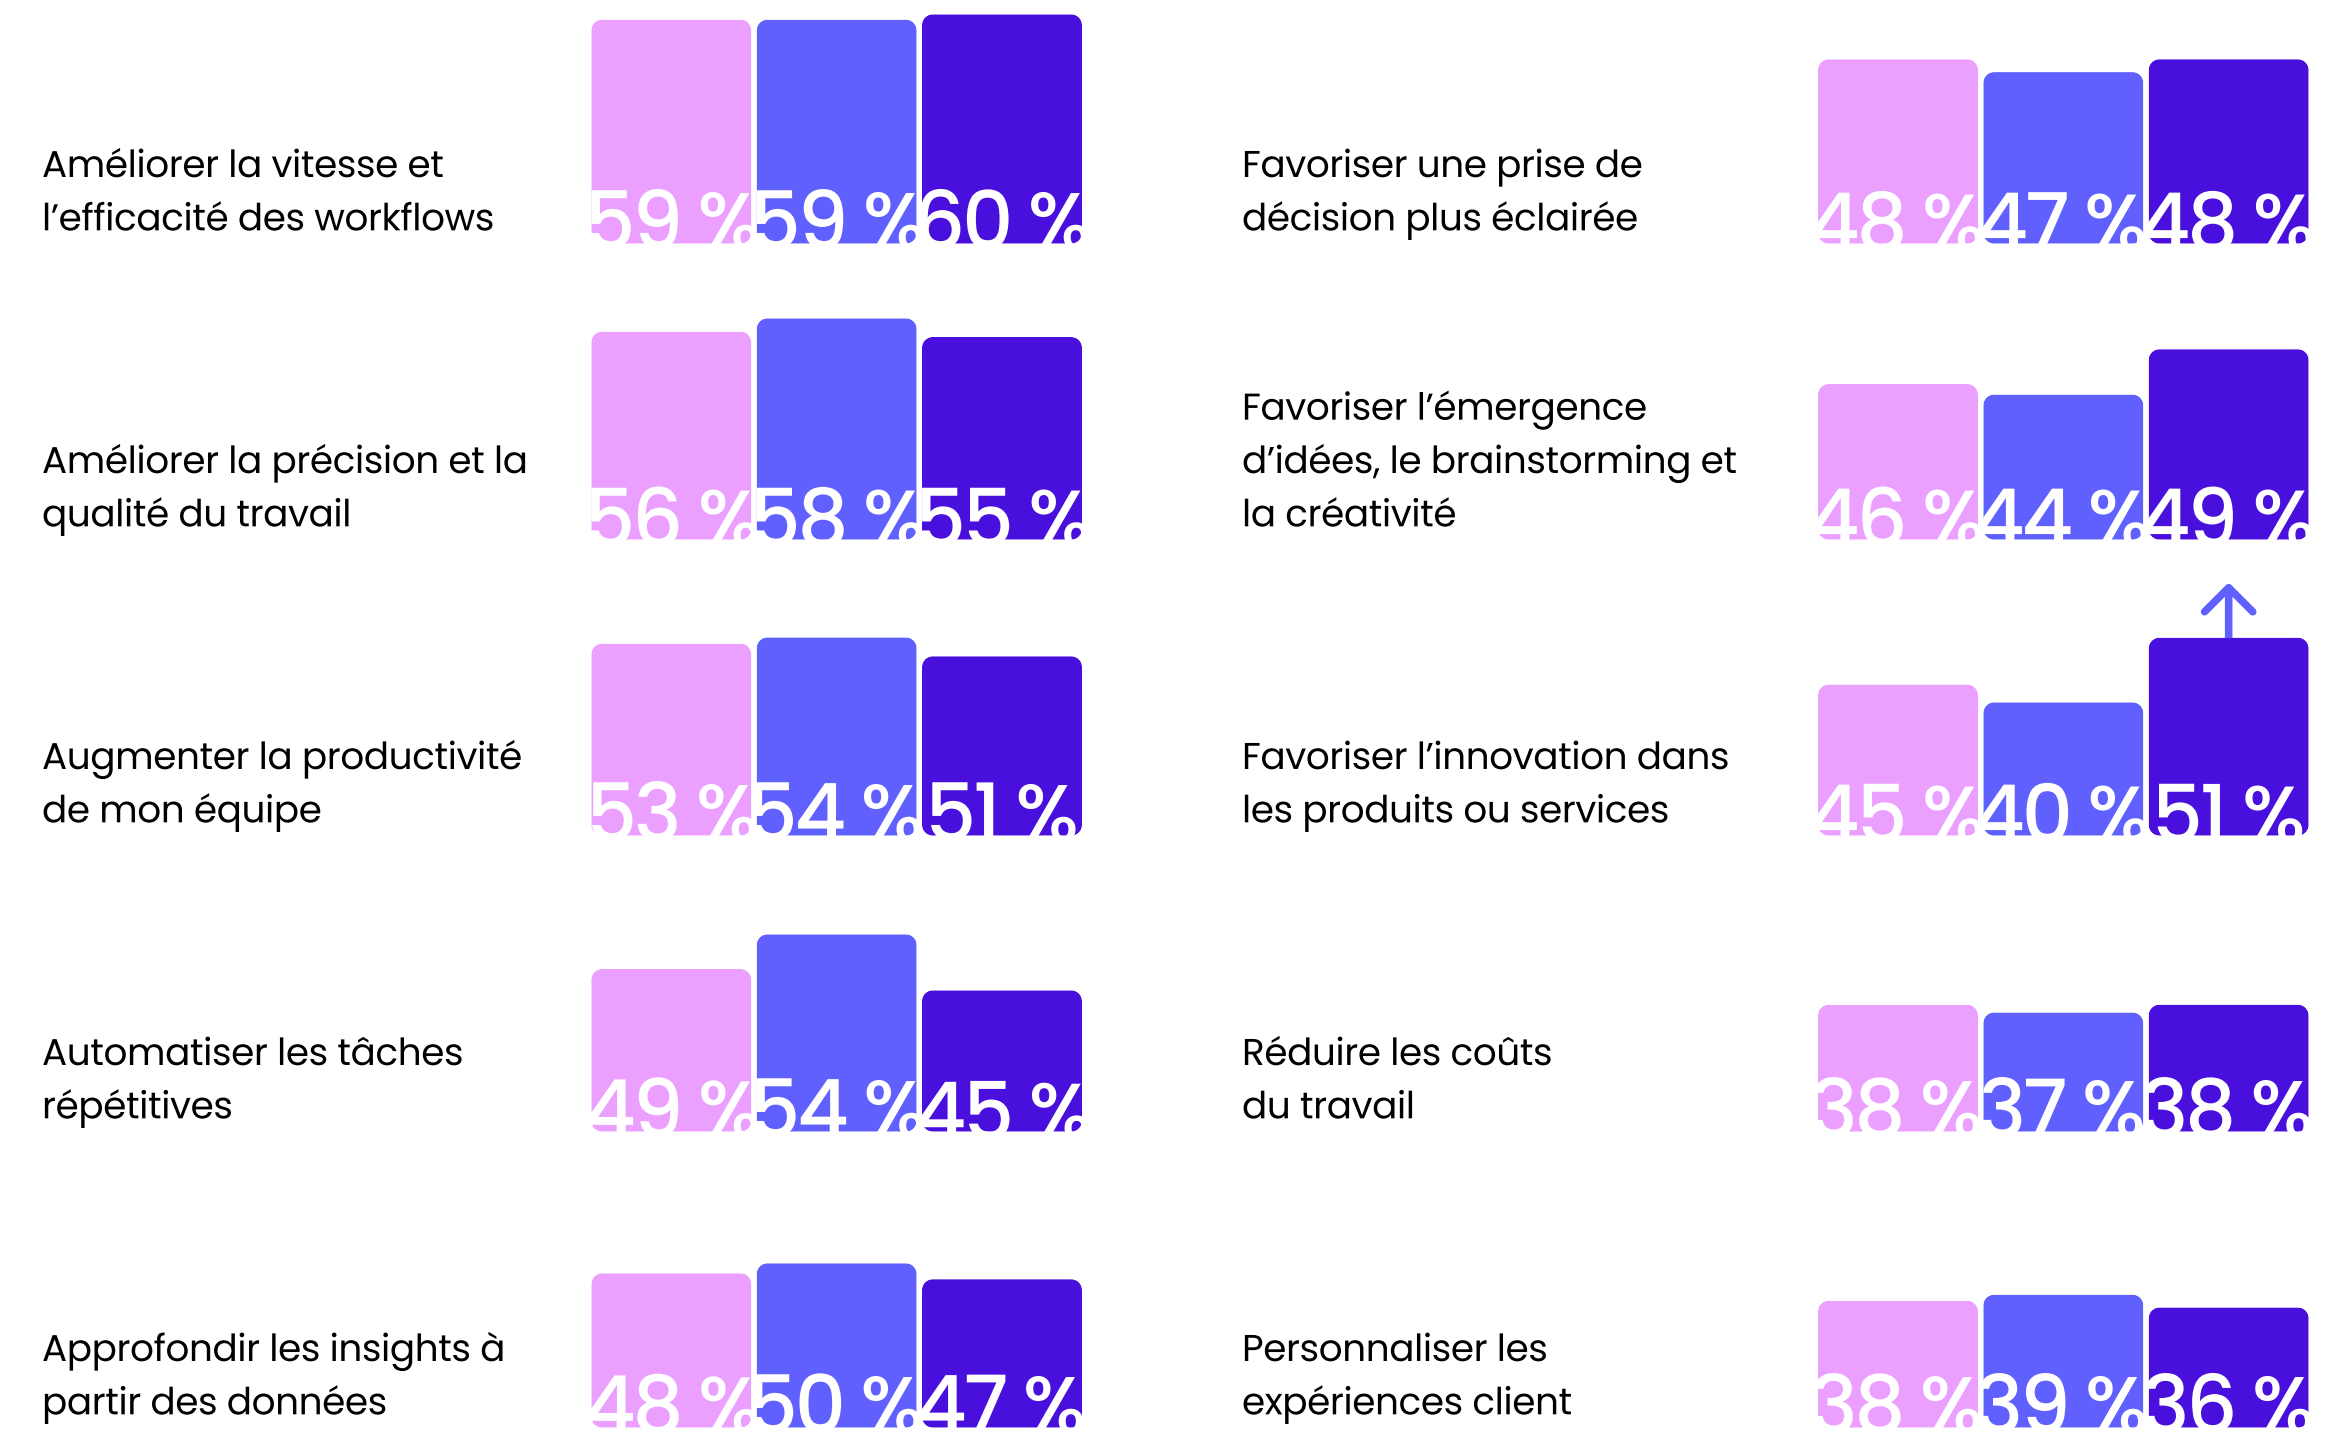 Améliorer la vitesse et
l’efficacité des workflows
59 % 59 % 60 %
Améliorer la précision et la
qualité du travail
56 % 58 % 55 %
Augmenter la productivité
de mon équipe
53 % 54 % 51 %
Automatiser les tâches
répétitives
49 % 54 % 45 %
Approfondir les insights à
partir des données
48 % 50 % 47 %
Favoriser une prise de
décision plus éclairée
48 % 47 % 48 %
Favoriser l’émergence
d’idées, le brainstorming et
la créativité
46 % 44 % 49 %
Favoriser l’innovation dans
les produits ou services
45 % 40 % 51 %
Réduire les coûts
du travail
38 % 37 % 38 %
Personnaliser les
expériences client
38 % 39 % 36 %